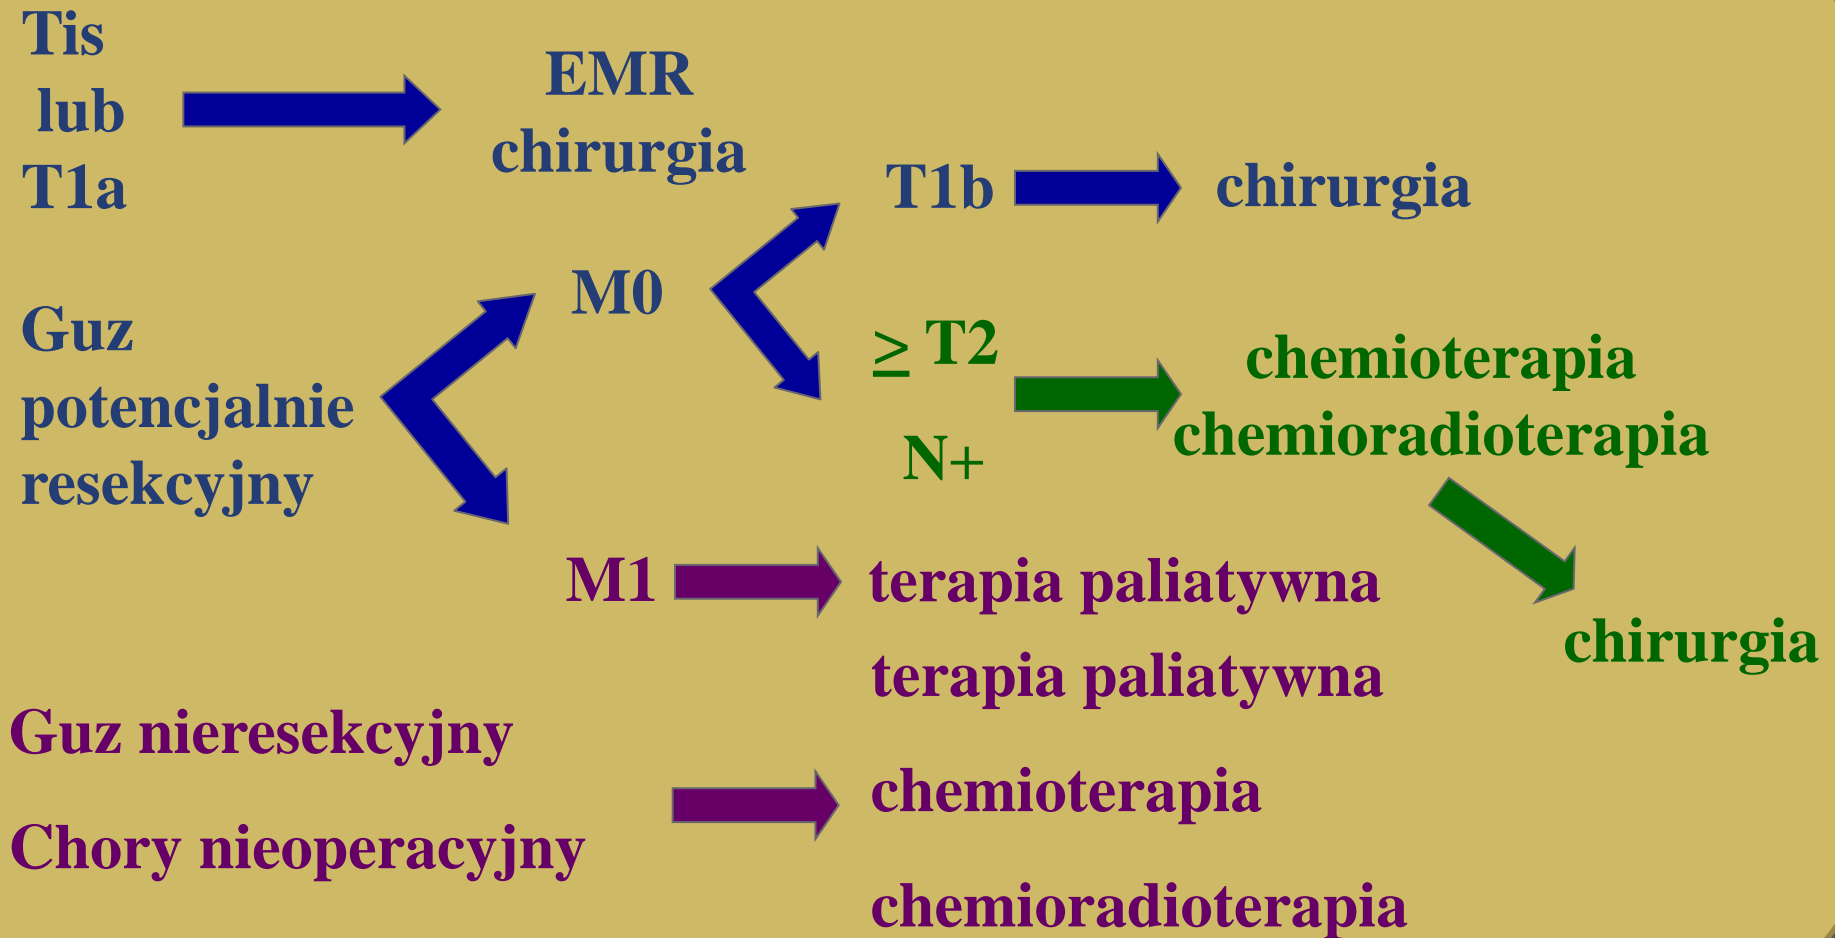 Tis
lub
T1a
EMR
chirurgia
T1b
chirurgia
Guz
potencjalnie
resekcyjny
M0
≥ T2
N+
chemioterapia
chemioradioterapia
chirurgia
M1
terapia paliatywna
Guz nieresekcyjny
Chory nieoperacyjny
terapia paliatywna
chemioterapia
chemioradioterapia